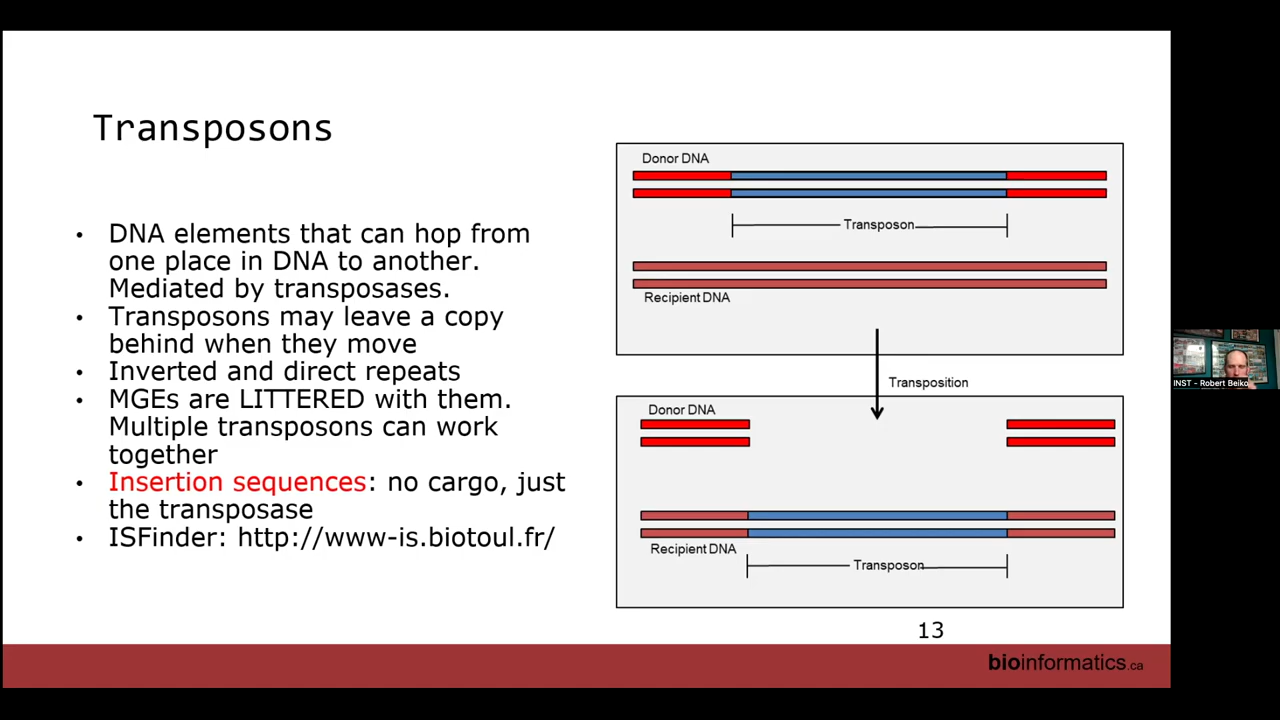 Transposons
• DNA elements that can hop from
one place in DNA to another.
Mediated by transposases.
• Transposons may leave a copy
behind when they move
• Inverted and direct repeats
• MGEs are LITTERED with them.
Multiple transposons can work
together
• Insertion sequences: no cargo, just
the transposase
• ISFinder: http://www-is.biotoul.fr/
Donor DNA
Transposon
Recipient DNA
Transposition
Donor DNA
Recipient DNA
Transposon
13
bioinformatics.ca
INST - Robert Beiko